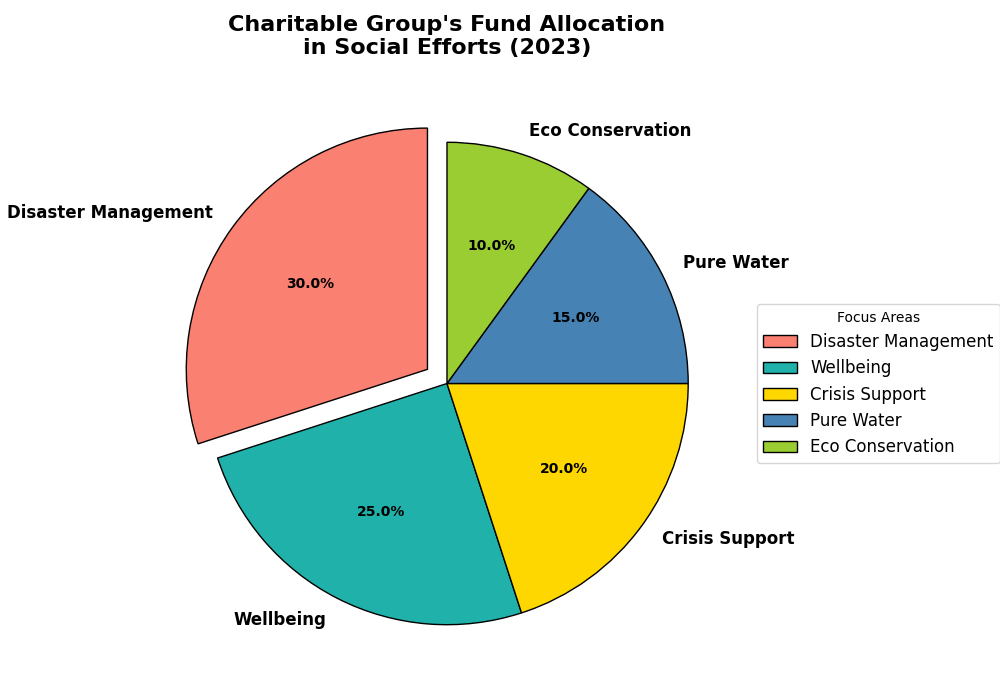 Charitable Group's Fund Allocation
in Social Efforts (2023)
Eco Conservation
Disaster Management
10.0%
Pure Water
30.0%
15.0%
Focus Areas
Disaster Management
Wellbeing
Crisis Support
Pure Water
Eco Conservation
20.0%
25.0%
Crisis Support
Wellbeing